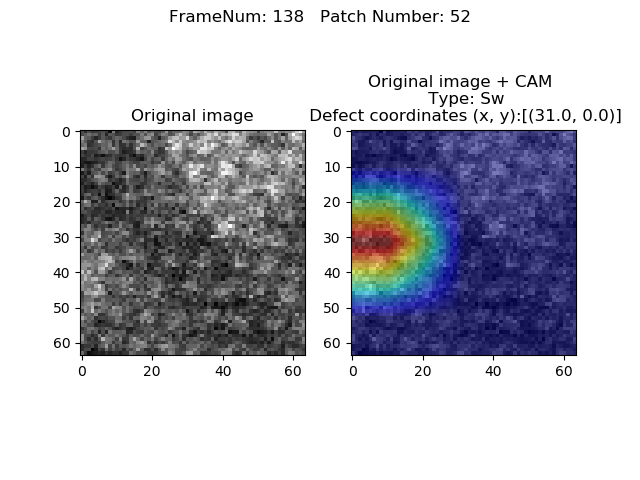 FrameNum: 138   Patch Number: 52
Original image
Original image + CAM
Type: Sw
Defect coordinates (x, y):[(31.0, 0.0)]
0
10
20
30
40
50
60
0 20 40 60
0
10
20
30
40
50
60
0 20 40 60